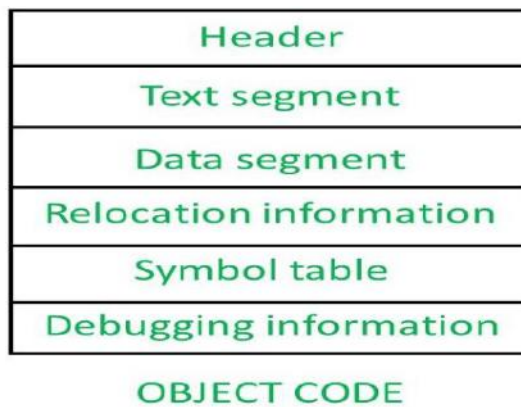 Header
Text segment
Data segment
Relocation information
Symbol table
Debugging information
OBJECT CODE